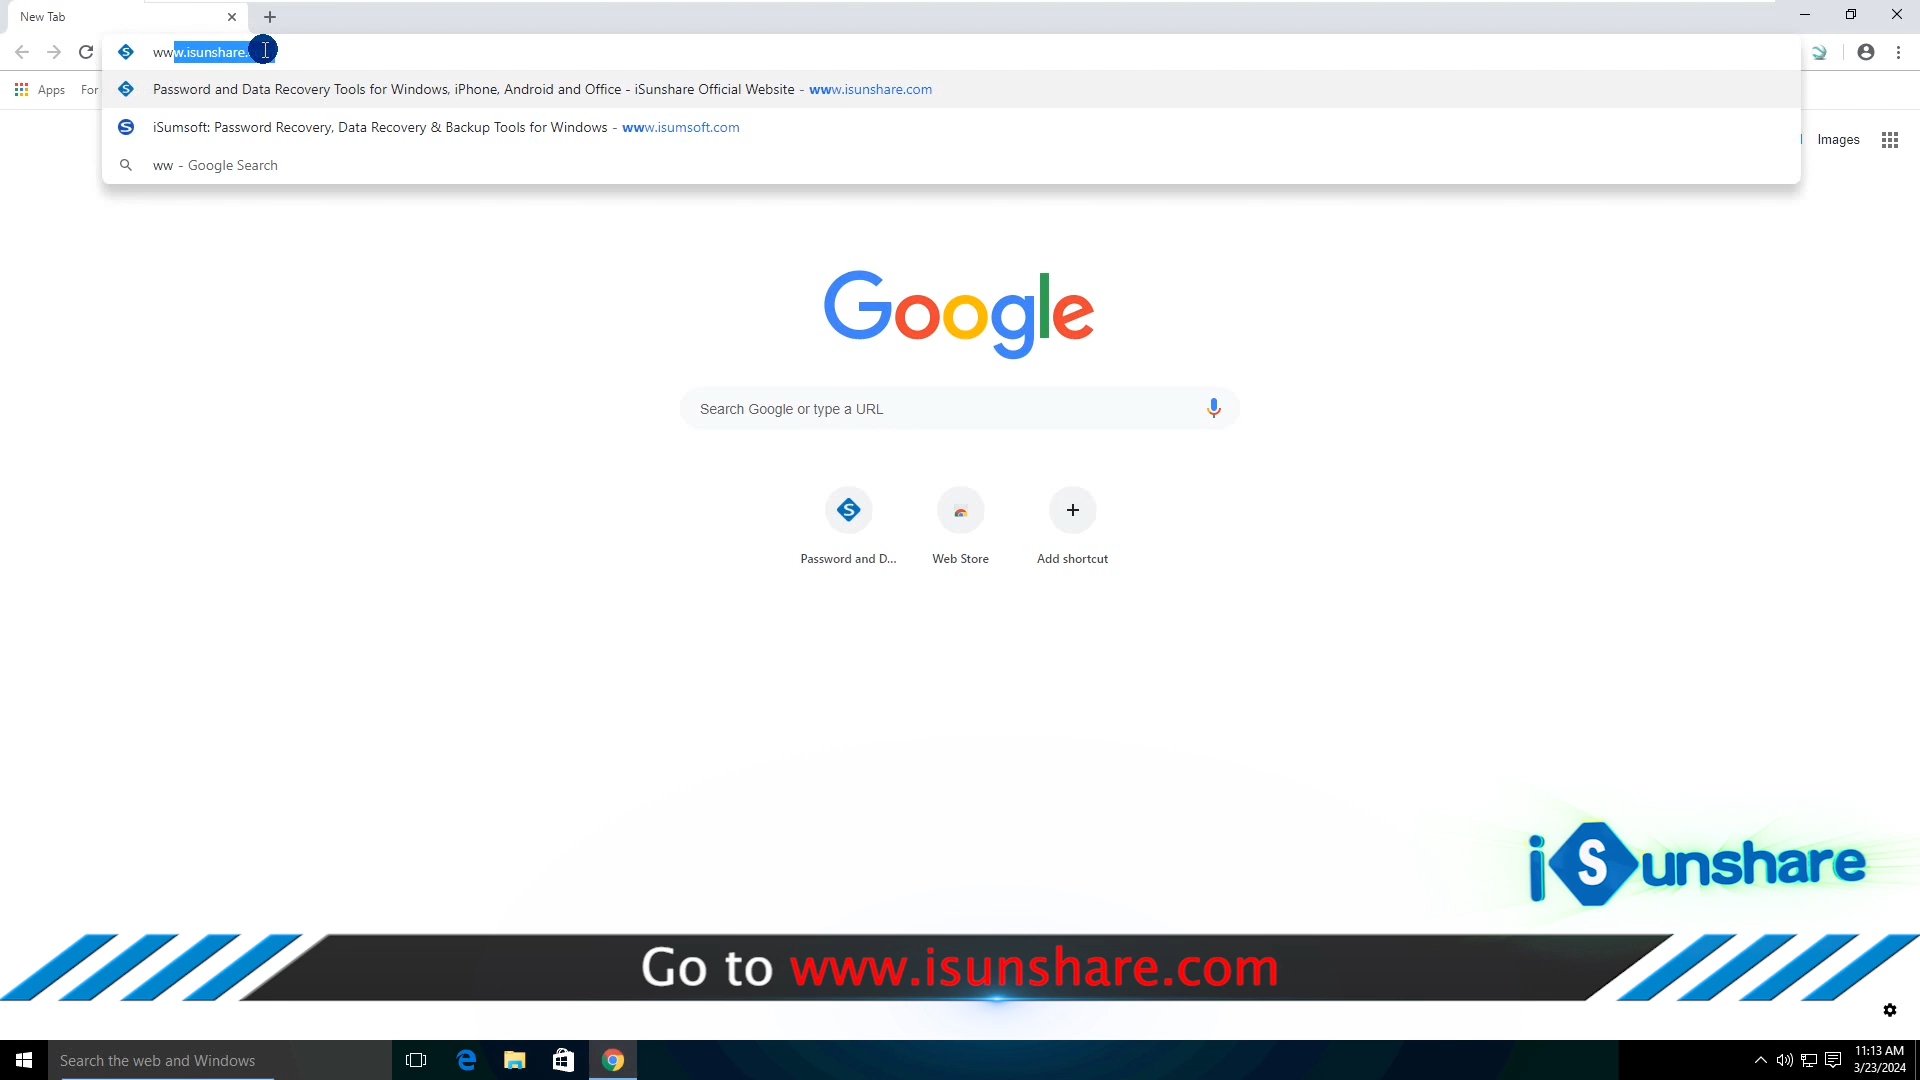 New Tab
www.isunshare.
Apps For
Password and Data Recovery Tools for Windows, iPhone, Android and Office - iSunshare Official Website - www.isunshare.com
iSumsoft: Password Recovery, Data Recovery & Backup Tools for Windows - www.isumsoft.com
ww - Google Search
Images
Google
Search Google or type a URL
Password and D...
Web Store
Add shortcut
iSunshare
Go to www.isunshare.com
Search the web and Windows
11:13 AM
3/23/2024